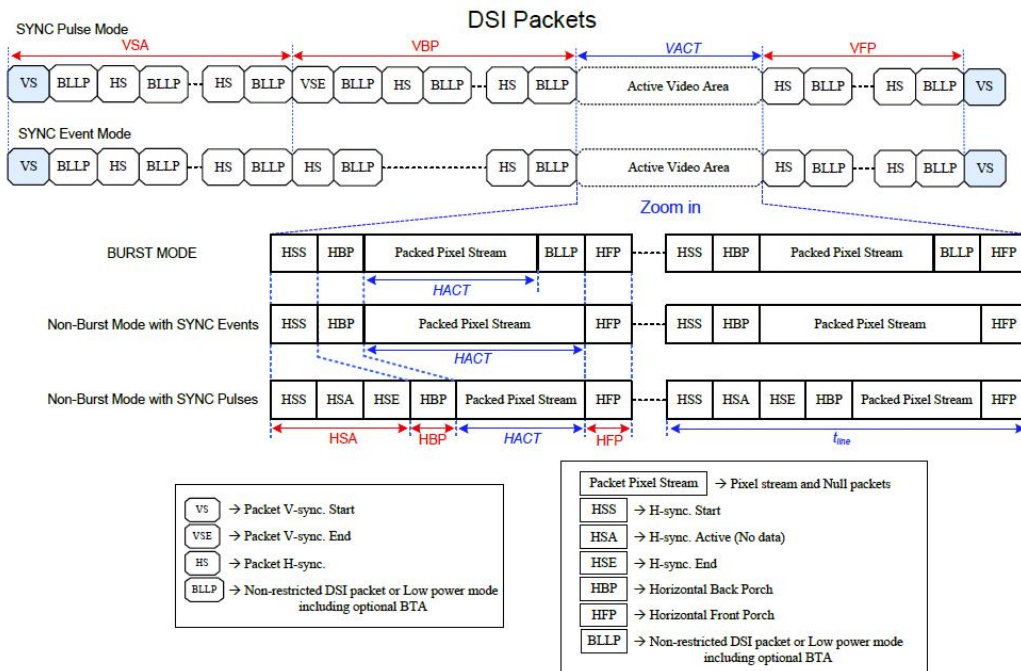 DSI Packets
SYNC Pulse Mode
VSA VBP VACT VFP
VS BLLP HS BLLP HS BLLP VSE BLLP HS BLLP HS BLLP Active Video Area HS BLLP HS BLLP VS
SYNC Event Mode
VS BLLP HS BLLP HS BLLP HS BLLP HS BLLP Active Video Area HS BLLP HS BLLP VS
Zoom in
BURST MODE HSS HBP Packed Pixel Stream BLLP HFP HSS HBP Packed Pixel Stream BLLP HFP
HACT
Non-Burst Mode with SYNC Events HSS HBP Packed Pixel Stream HFP HSS HBP Packed Pixel Stream HFP
HACT
Non-Burst Mode with SYNC Pulses HSS HSA HSE HBP Packed Pixel Stream HFP HSS HSA HSE HBP Packed Pixel Stream HFP
HSA HBP HACT HFP tline
VS → Packet V-sync. Start
VSE → Packet V-sync. End
HS → Packet H-sync.
BLLP → Non-restricted DSI packet or Low power mode
including optional BTA
Packet Pixel Stream → Pixel stream and Null packets
HSS → H-sync. Start
HSA → H-sync. Active (No data)
HSE → H-sync. End
HBP → Horizontal Back Porch
HFP → Horizontal Front Porch
BLLP → Non-restricted DSI packet or Low power mode
including optional BTA